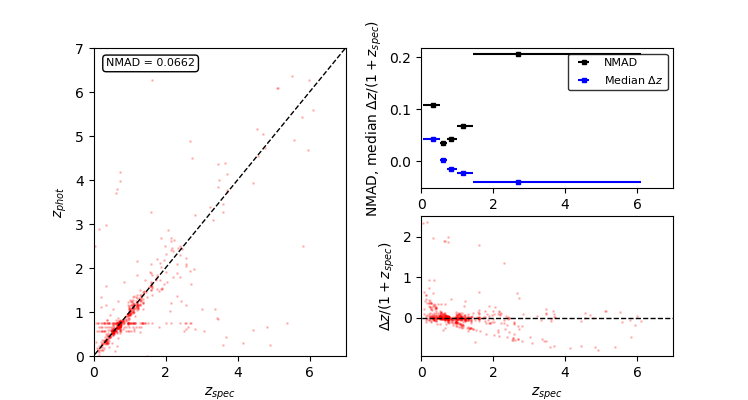 NMAD = 0.0662
z_phot
7
6
5
4
3
2
1
0
0 2 4 6
z_spec
NMAD, median Δz/(1 + z_spec)
0.2
0.1
0.0
NMAD
Median Δz
0 2 4 6
Δz/(1 + z_spec)
2
1
0
0 2 4 6
z_spec